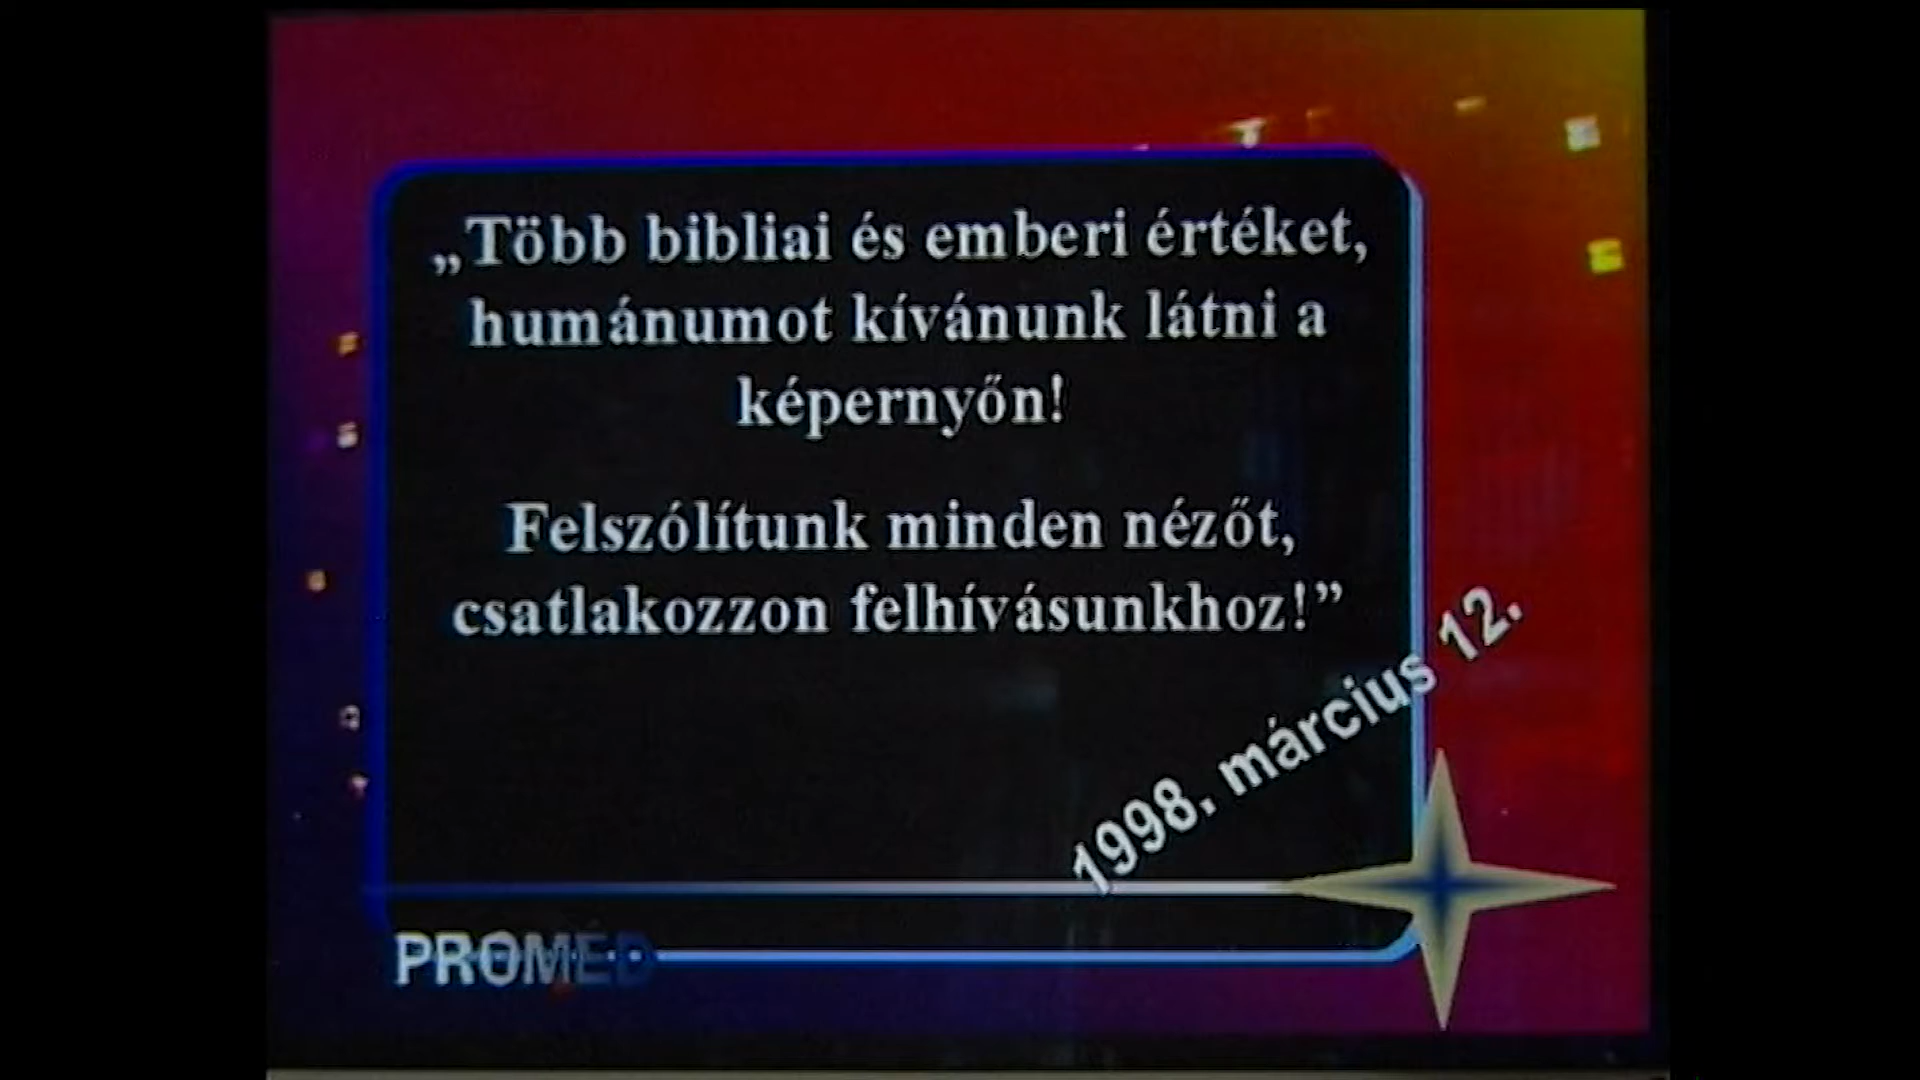 „Több bibliai és emberi értéket,
humánumot kívánunk látni a
képernyőn!
Felszólítunk minden nézőt,
csatlakozzon felhívásunkhoz!”
1998. március 12.
PROMED